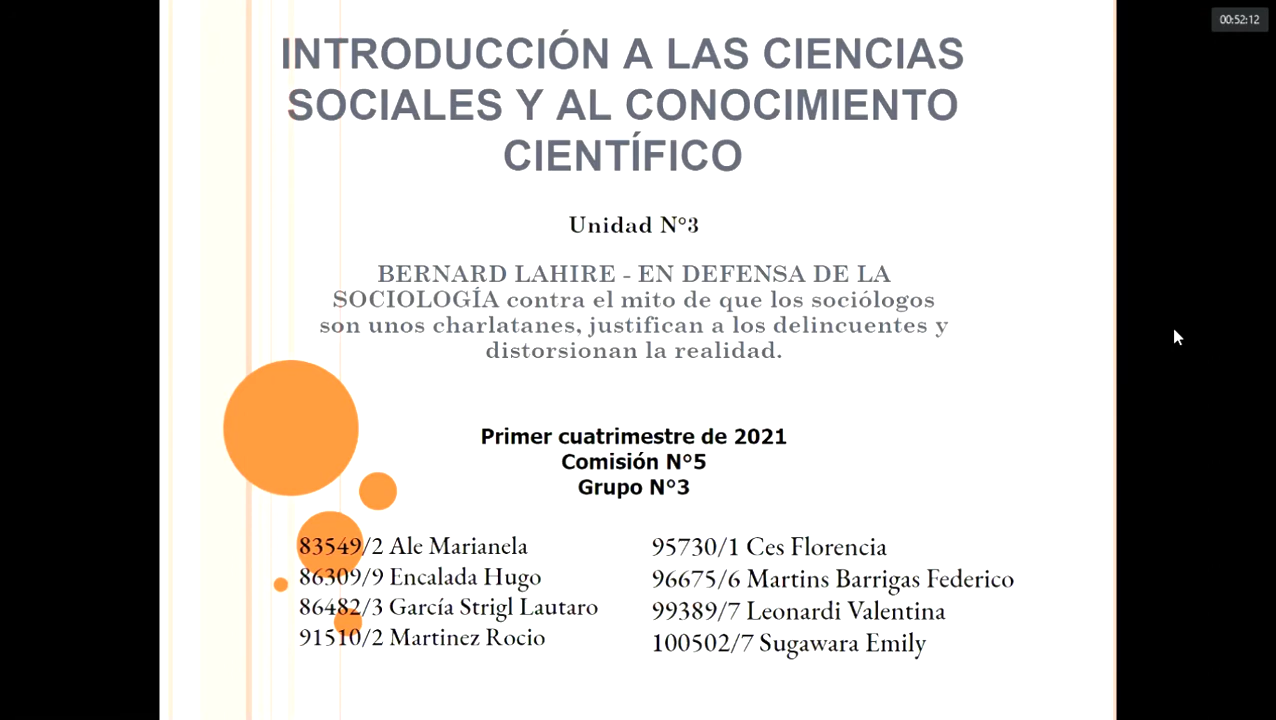 00:52:12
INTRODUCCIÓN A LAS CIENCIAS
SOCIALES Y AL CONOCIMIENTO
CIENTÍFICO
Unidad N°3
BERNARD LAHIRE - EN DEFENSA DE LA
SOCIOLOGÍA contra el mito de que los sociólogos
son unos charlatanes, justifican a los delincuentes y
distorsionan la realidad.
Primer cuatrimestre de 2021
Comisión N°5
Grupo N°3
83549/2 Ale Marianela
86309/9 Encalada Hugo
86482/3 García Strigl Lautaro
91510/2 Martinez Rocio
95730/1 Ces Florencia
96675/6 Martins Barrigas Federico
99389/7 Leonardi Valentina
100502/7 Sugawara Emily